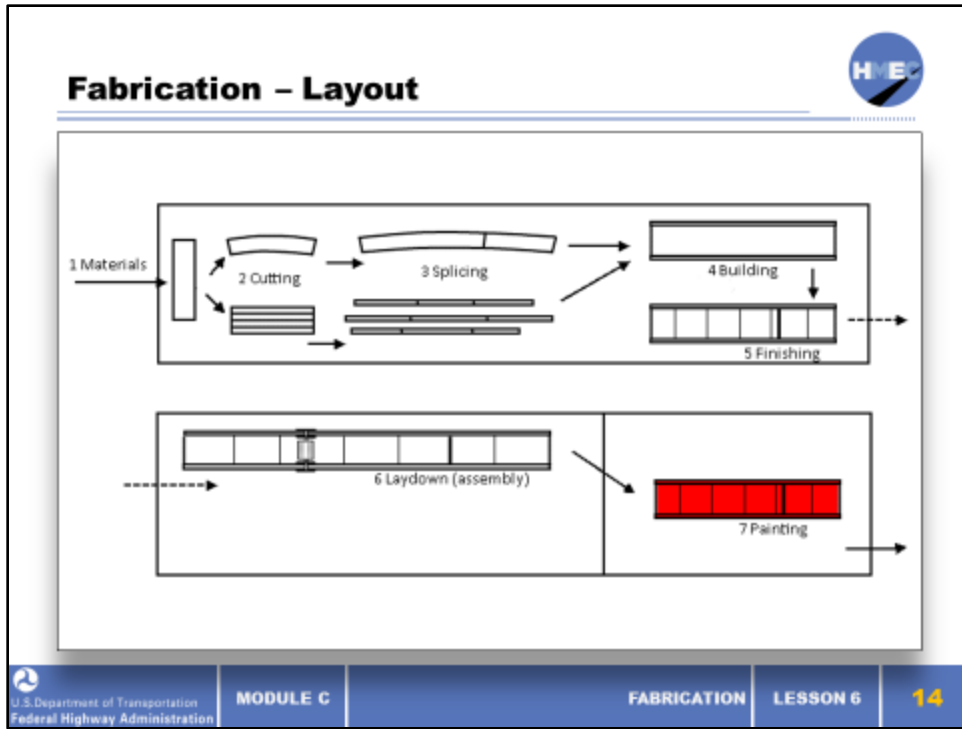 Fabrication – Layout
HMEC
1 Materials
2 Cutting
3 Splicing
4 Building
5 Finishing
6 Laydown (assembly)
7 Painting
U.S.Department of Transportation
Federal Highway Administration
MODULE C
FABRICATION
LESSON 6
14